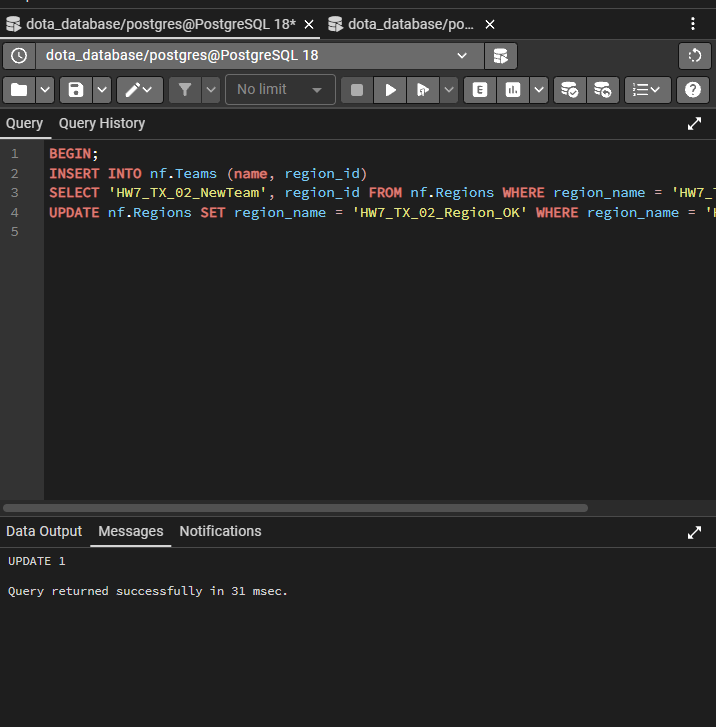 dota_database/postgres@PostgreSQL 18*
dota_database/po...
dota_database/postgres@PostgreSQL 18
No limit
E
Query Query History
1 BEGIN;
2 INSERT INTO nf.Teams (name, region_id)
3 SELECT 'HW7_TX_02_NewTeam', region_id FROM nf.Regions WHERE region_name = 'HW7_
4 UPDATE nf.Regions SET region_name = 'HW7_TX_02_Region_OK' WHERE region_name = '
5
Data Output Messages Notifications
UPDATE 1
Query returned successfully in 31 msec.